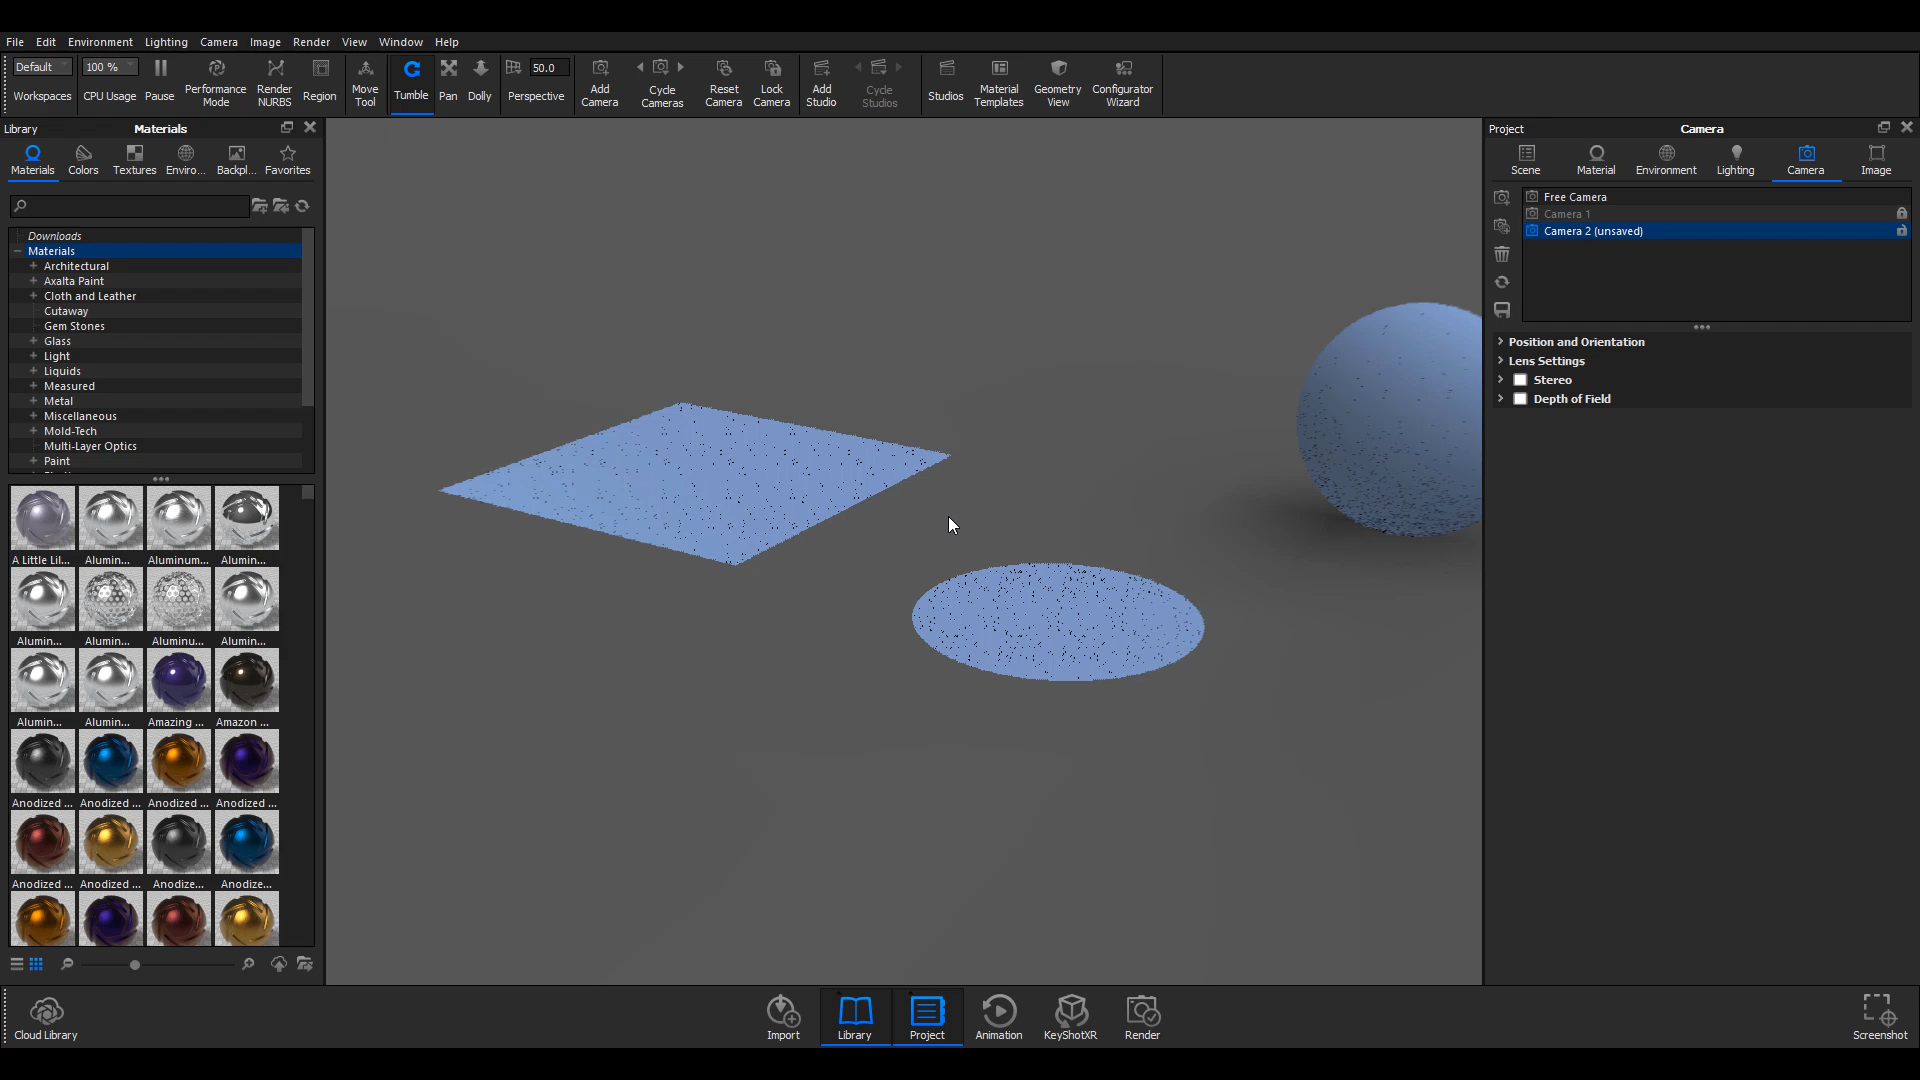 File Edit Environment Lighting Camera Image Render View Window Help
Default 100 % 50.0
Workspaces CPU Usage Pause Performance Mode Render NURBS Region Move Tool Tumble Pan Dolly Perspective Add Camera Cycle Cameras Reset Camera Lock Camera Add Studio Cycle Studios Studios Material Templates Geometry View Configurator Wizard
Library Materials
Materials Colors Textures Enviro... Backpl... Favorites
Downloads
Materials
Architectural
Axalta Paint
Cloth and Leather
Cutaway
Gem Stones
Glass
Light
Liquids
Measured
Metal
Miscellaneous
Mold-Tech
Multi-Layer Optics
Paint
A Little Lil... Alumin... Aluminum... Alumin...
Alumin... Alumin... Aluminu... Alumin...
Alumin... Alumin... Amazing ... Amazon ...
Anodized ... Anodized ... Anodized ... Anodized ...
Anodized ... Anodized ... Anodize... Anodize...
Project Camera
Scene Material Environment Lighting Camera Image
Free Camera
Camera 1
Camera 2 (unsaved)
Position and Orientation
Lens Settings
Stereo
Depth of Field
Cloud Library Import Library Project Animation KeyShotXR Render Screenshot